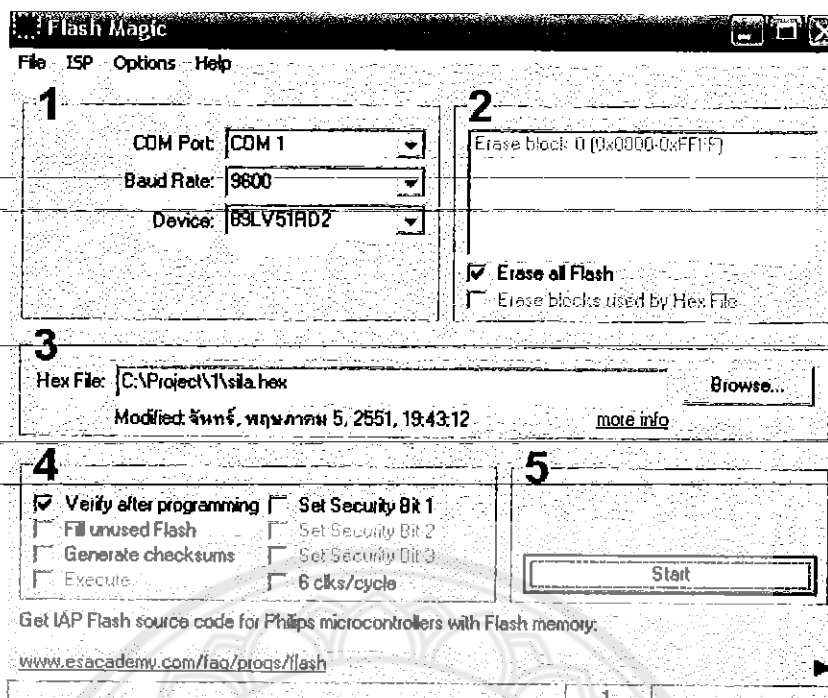 Flash Magic
File ISP Options Help
1
COM Port: COM 1
Baud Rate: 9600
Device: 89LV51RD2
2
Erase block 0 (0x0000-0xFFFF)
Erase all Flash
Erase blocks used by Hex File
3
Hex File: C:\Project\1\sila.hex Browse...
Modified: จันทร์, พฤษภาคม 5, 2551, 19:43:12 more info
4
Verify after programming Set Security Bit 1
Fill unused Flash Set Security Bit 2
Generate checksums Set Security Bit 3
Execute 6 clks/cycle
5
Start
Get IAP Flash source code for Philips microcontrollers with Flash memory:
www.esacademy.com/faq/progs/flash